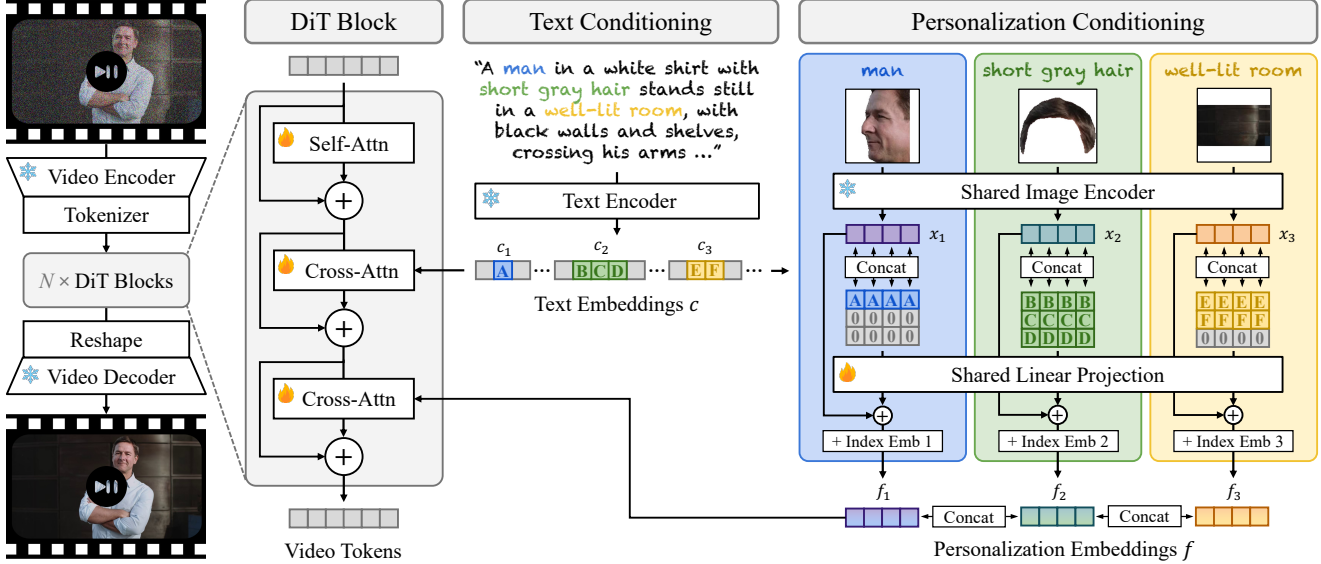 DiT Block
Text Conditioning
Personalization Conditioning
Video Encoder
Tokenizer
N × DiT Blocks
Reshape
Video Decoder
Self-Attn
+
Cross-Attn
+
Cross-Attn
+
Video Tokens
“A man in a white shirt with
short gray hair stands still
in a well-lit room, with
black walls and shelves,
crossing his arms …”
Text Encoder
c₁ c₂ c₃
A ··· B C D ··· E F ···
Text Embeddings c
man short gray hair well-lit room
Shared Image Encoder
x₁ x₂ x₃
Concat Concat Concat
A A A A B B B B E E E E
0 0 0 0 C C C C F F F F
0 0 0 0 D D D D 0 0 0 0
Shared Linear Projection
+ + +
+ Index Emb 1 + Index Emb 2 + Index Emb 3
f₁ f₂ f₃
Concat Concat
Personalization Embeddings f